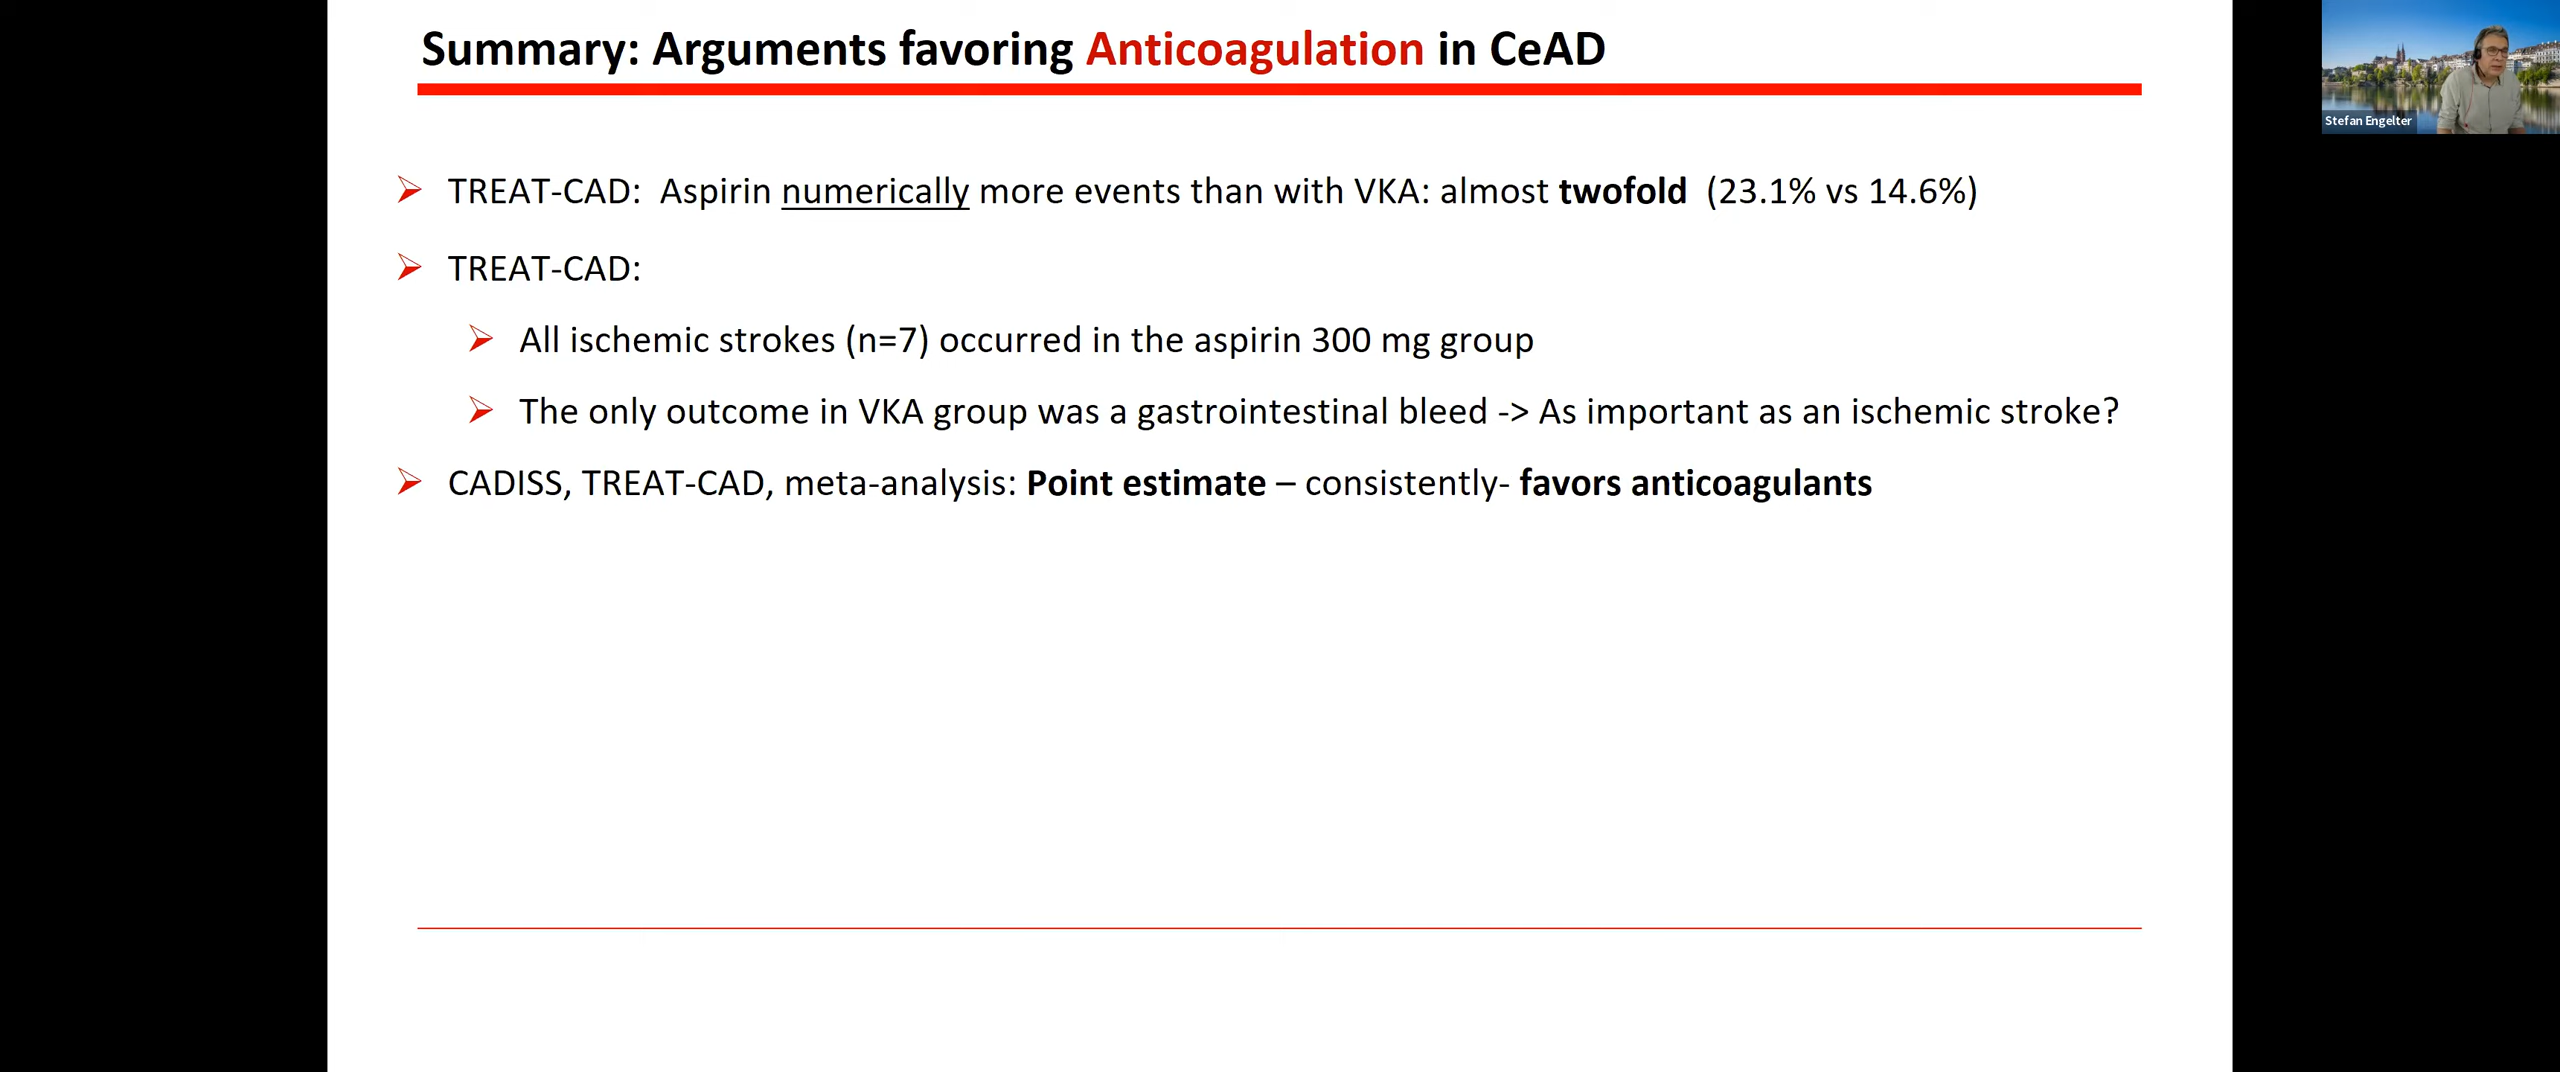 Summary: Arguments favoring Anticoagulation in CeAD
Stefan Engelter
TREAT-CAD: Aspirin numerically more events than with VKA: almost twofold (23.1% vs 14.6%)
TREAT-CAD:
All ischemic strokes (n=7) occurred in the aspirin 300 mg group
The only outcome in VKA group was a gastrointestinal bleed -> As important as an ischemic stroke?
CADISS, TREAT-CAD, meta-analysis: Point estimate – consistently- favors anticoagulants